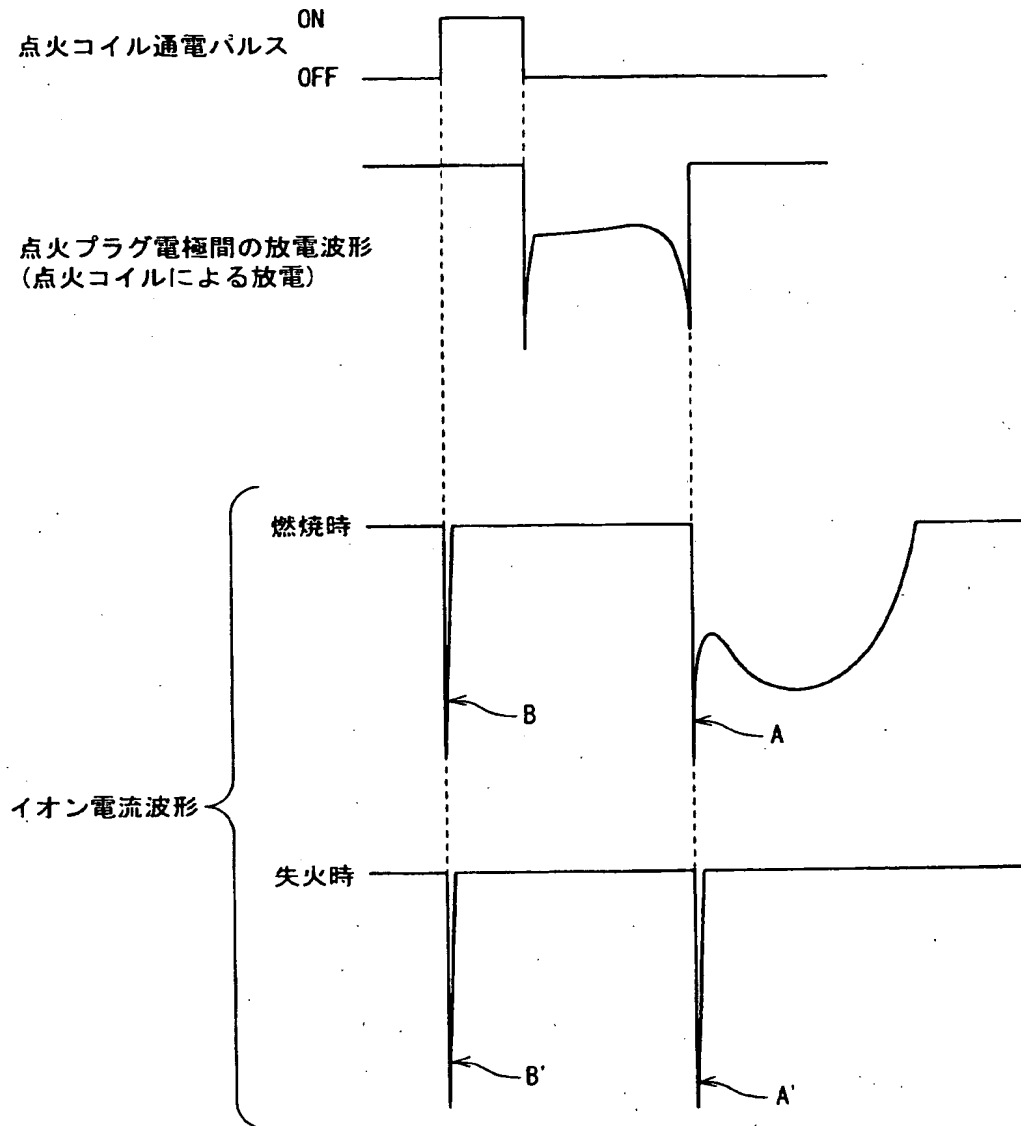 ON
点火コイル通電パルス
OFF
点火プラグ電極間の放電波形
(点火コイルによる放電)
燃焼時
B
A
イオン電流波形
失火時
B'
A'